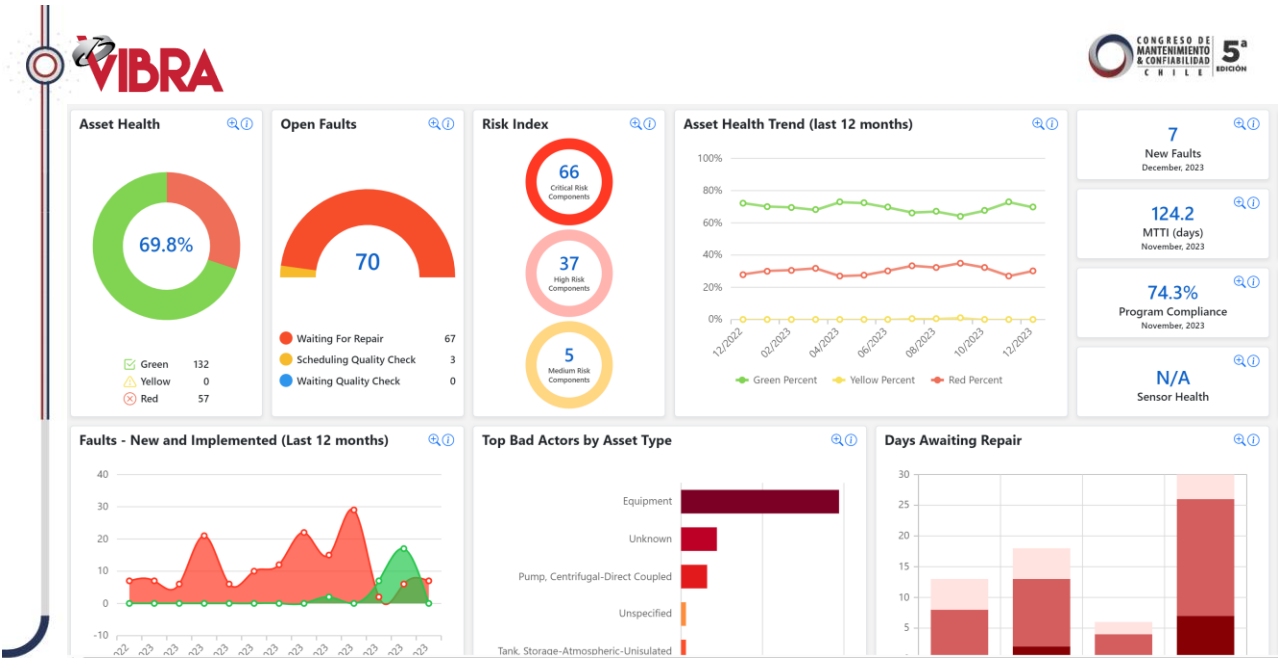 VIBRA
CONGRESO DE
MANTENIMIENTO
& CONFIABILIDAD
CHILE
5ª
EDICIÓN
Asset Health
69.8%
Green 132
Yellow 0
Red 57
Open Faults
70
Waiting For Repair 67
Scheduling Quality Check 3
Waiting Quality Check 0
Risk Index
66
Critical Risk
Components
37
High Risk
Components
5
Medium Risk
Components
Asset Health Trend (last 12 months)
100%
80%
60%
40%
20%
0%
12/2022 02/2023 04/2023 06/2023 08/2023 10/2023 12/2023
Green Percent Yellow Percent Red Percent
7
New Faults
December, 2023
124.2
MTTI (days)
November, 2023
74.3%
Program Compliance
November, 2023
N/A
Sensor Health
Faults - New and Implemented (Last 12 months)
40
30
20
10
0
-10
Top Bad Actors by Asset Type
Equipment
Unknown
Pump, Centrifugal-Direct Coupled
Unspecified
Tank, Storage-Atmospheric-Unisulated
Days Awaiting Repair
30
25
20
15
10
5